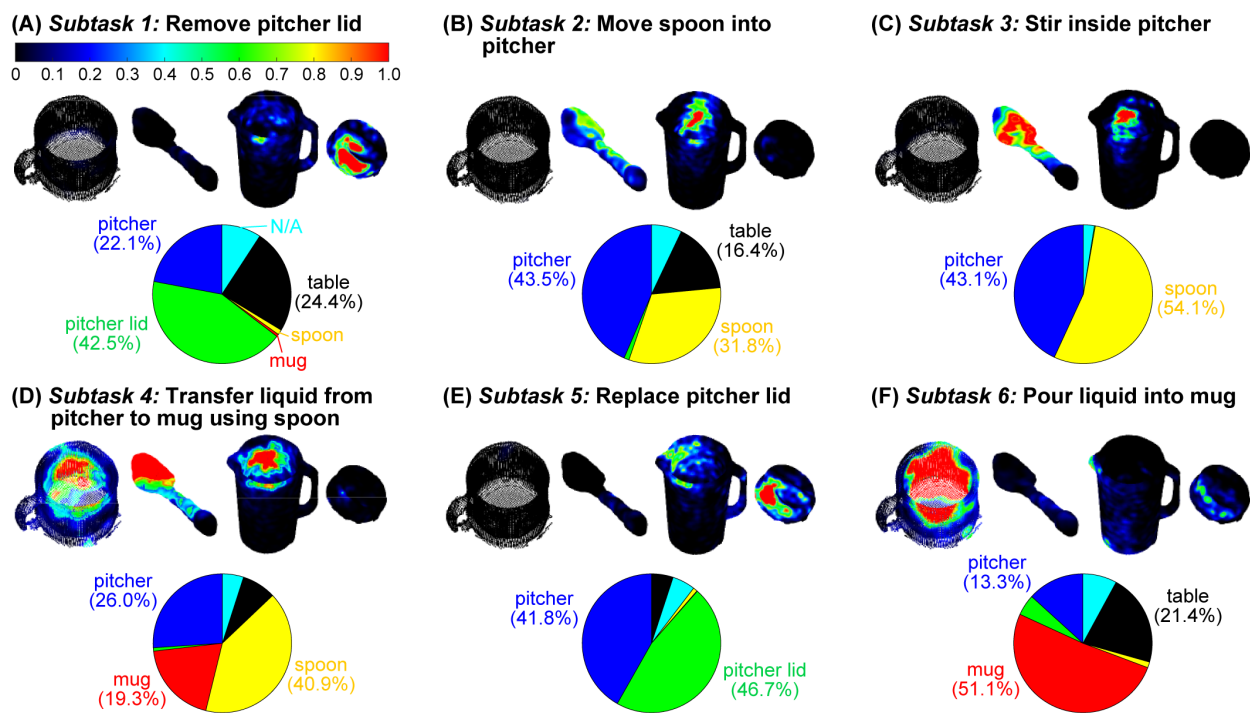 (A) Subtask 1: Remove pitcher lid
0 0.1 0.2 0.3 0.4 0.5 0.6 0.7 0.8 0.9 1.0
pitcher
(22.1%)
N/A
table
(24.4%)
pitcher lid
(42.5%)
spoon
mug
(B) Subtask 2: Move spoon into
pitcher
pitcher
(43.5%)
table
(16.4%)
spoon
(31.8%)
(C) Subtask 3: Stir inside pitcher
pitcher
(43.1%)
spoon
(54.1%)
(D) Subtask 4: Transfer liquid from
pitcher to mug using spoon
pitcher
(26.0%)
mug
(19.3%)
spoon
(40.9%)
(E) Subtask 5: Replace pitcher lid
pitcher
(41.8%)
pitcher lid
(46.7%)
(F) Subtask 6: Pour liquid into mug
pitcher
(13.3%)
table
(21.4%)
mug
(51.1%)